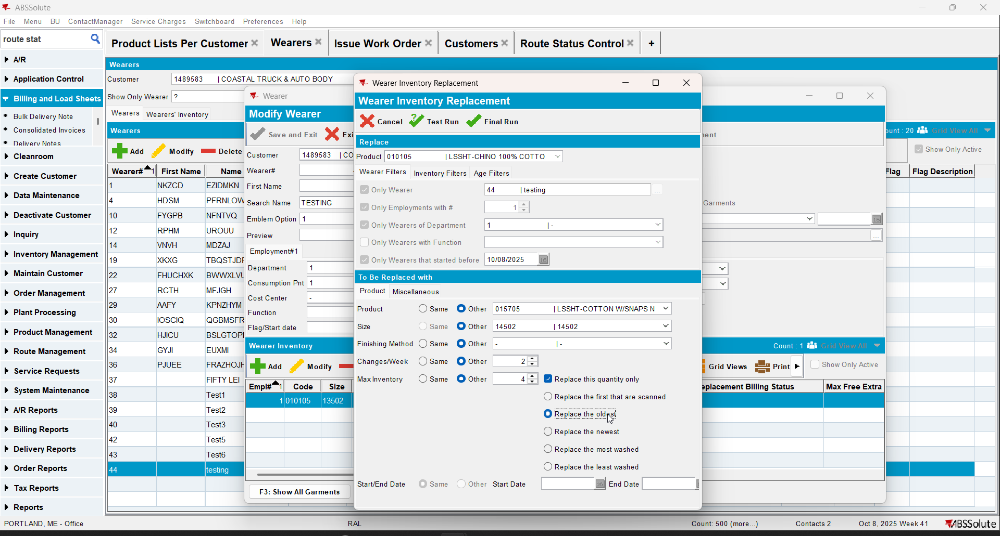 ABSSolute
File Menu BU ContactManager Service Charges Switchboard Preferences Help
route stat
Product Lists Per Customer
Wearers
Issue Work Order
Customers
Route Status Control
+
A/R
Application Control
Billing and Load Sheets
Bulk Delivery Note
Consolidated Invoices
Delivery Notes
Cleanroom
Create Customer
Data Maintenance
Deactivate Customer
Inquiry
Inventory Management
Maintain Customer
Order Management
Plant Processing
Product Management
Route Management
Service Requests
System Maintenance
A/R Reports
Billing Reports
Delivery Reports
Order Reports
Tax Reports
Reports
Wearers
Customer 1489583 | COASTAL TRUCK & AUTO BODY
Show Only Wearer ?
Wearers Wearers' Inventory
Wearers
Add Modify Delete
Wearer# 1 First Name Name
1 NKZCD EZIDMKN
4 HDSM PFRNLOW
10 FYGPB NFNTVQ
12 RPHM UROUU
14 VNVH MDZAJ
19 XKXG TBQSTJDF
22 FHUCHXK BWWXLVU
27 RCTH MFJGH
29 AAFY KPNZHYM
30 IOSCIQ QGBMSFR
32 HJICU BSLGTOP
34 GYJI EUXMI
36 PJUEE FRAZHOJH
37 FIFTY LEI
38 Test1
39 Test2
40 Test3
42 Test5
43 Test6
44 testing
ount : 20 Grid View All
Show Only Active
Flag Flag Description
Wearer
Modify Wearer
Save and Exit Exi
ent
Customer 1489583 | CO
Wearer#
First Name
Search Name TESTING
Emblem Option 1
Preview
Garments
16
...
Employment#1
Department 1
Consumption Pnt 1
Cost Center -
Function
Flag/Start date
Wearer Inventory
Count : 1 Grid View All
Add Modify
Grid Views Print Show Only Active
Empl# 1 Code Size
eplacement Billing Status Max Free Extra
1 010105 13502
F3: Show All Garments
Wearer Inventory Replacement
Wearer Inventory Replacement
Cancel Test Run Final Run
Replace
Product 010105 | LSSHT-CHINO 100% COTTO
Wearer Filters Inventory Filters Age Filters
Only Wearer 44 | testing ...
Only Employments with # 1
Only Wearers of Department 1 | -
Only Wearers with Function
Only Wearers that started before 10/08/2025 16
To Be Replaced with
Product Miscellaneous
Product Same Other 015705 | LSSHT-COTTON W/SNAPS N
Size Same Other 14502 | 14502
Finishing Method Same Other - | -
Changes/Week Same Other 2
Max Inventory Same Other 4 Replace this quantity only
Replace the first that are scanned
Replace the oldest
Replace the newest
Replace the most washed
Replace the least washed
Start/End Date Same Other Start Date 16 End Date
PORTLAND, ME - Office RAL Count: 500 (more...) Contacts 2 Oct 8, 2025 Week 41 ABSSolute